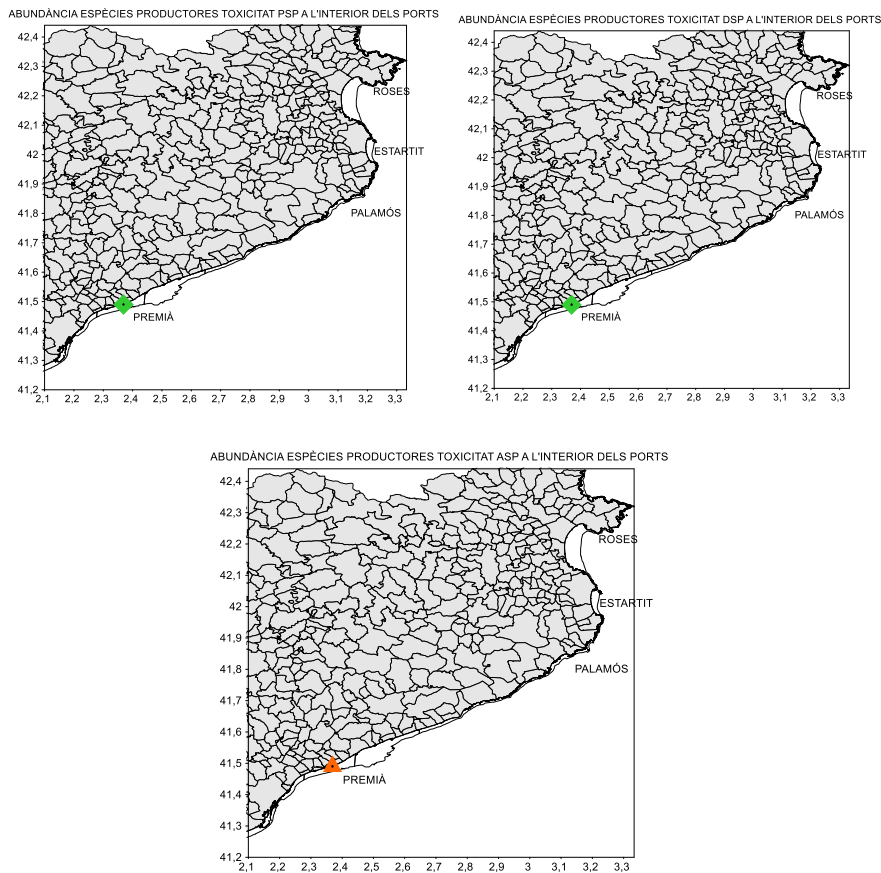 ABUNDÀNCIA ESPÈCIES PRODUCTORES TOXICITAT PSP A L'INTERIOR DELS PORTS
42,4
42,3
42,2
42,1
42
41,9
41,8
41,7
41,6
41,5
41,4
41,3
41,2
ROSES
ESTARTIT
PALAMÓS
PREMIÀ
2,1 2,2 2,3 2,4 2,5 2,6 2,7 2,8 2,9 3 3,1 3,2 3,3
ABUNDÀNCIA ESPÈCIES PRODUCTORES TOXICITAT DSP A L'INTERIOR DELS PORTS
42,4
42,3
42,2
42,1
42
41,9
41,8
41,7
41,6
41,5
41,4
41,3
41,2
ROSES
ESTARTIT
PALAMÓS
PREMIÀ
2,1 2,2 2,3 2,4 2,5 2,6 2,7 2,8 2,9 3 3,1 3,2 3,3
ABUNDÀNCIA ESPÈCIES PRODUCTORES TOXICITAT ASP A L'INTERIOR DELS PORTS
42,4
42,3
42,2
42,1
42
41,9
41,8
41,7
41,6
41,5
41,4
41,3
41,2
ROSES
ESTARTIT
PALAMÓS
PREMIÀ
2,1 2,2 2,3 2,4 2,5 2,6 2,7 2,8 2,9 3 3,1 3,2 3,3